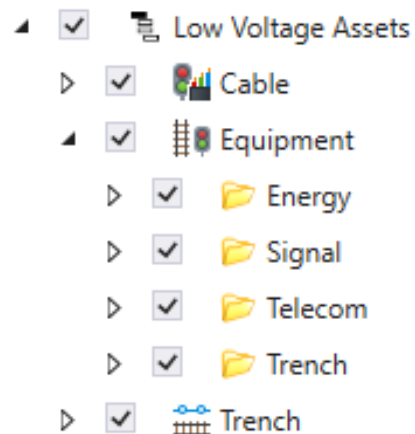 Low Voltage Assets
Cable
Equipment
Energy
Signal
Telecom
Trench
Trench